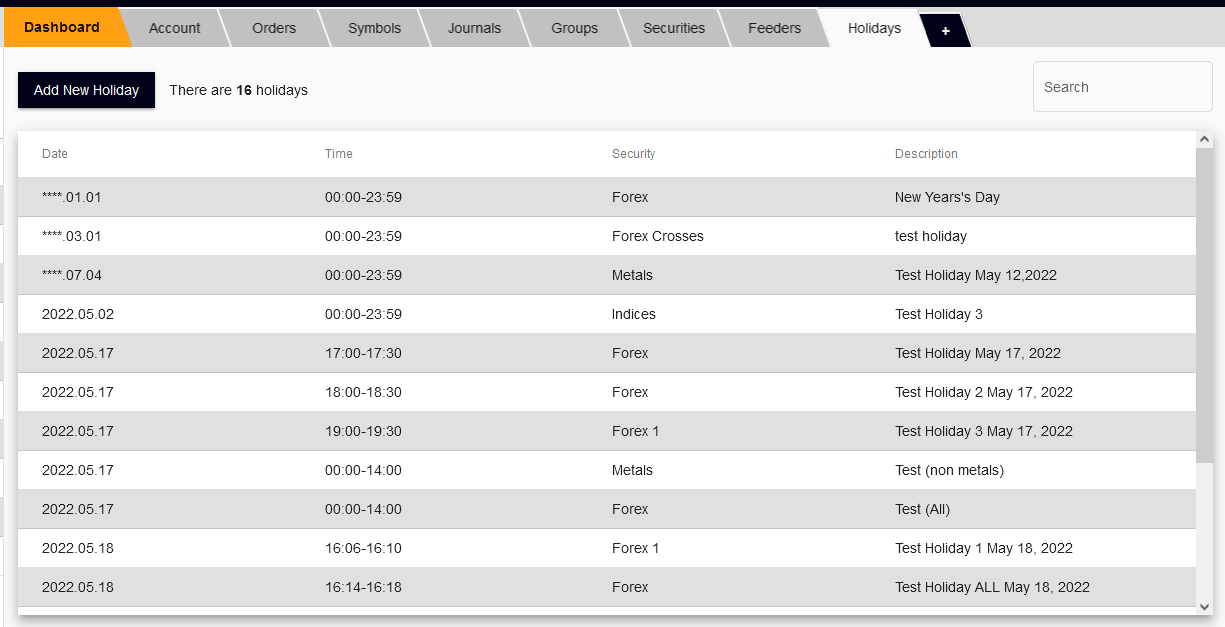 Dashboard Account Orders Symbols Journals Groups Securities Feeders Holidays +
Add New Holiday There are 16 holidays Search
Date Time Security Description
****.01.01 00:00-23:59 Forex New Years's Day
****.03.01 00:00-23:59 Forex Crosses test holiday
****.07.04 00:00-23:59 Metals Test Holiday May 12,2022
2022.05.02 00:00-23:59 Indices Test Holiday 3
2022.05.17 17:00-17:30 Forex Test Holiday May 17, 2022
2022.05.17 18:00-18:30 Forex Test Holiday 2 May 17, 2022
2022.05.17 19:00-19:30 Forex 1 Test Holiday 3 May 17, 2022
2022.05.17 00:00-14:00 Metals Test (non metals)
2022.05.17 00:00-14:00 Forex Test (All)
2022.05.18 16:06-16:10 Forex 1 Test Holiday 1 May 18, 2022
2022.05.18 16:14-16:18 Forex Test Holiday ALL May 18, 2022